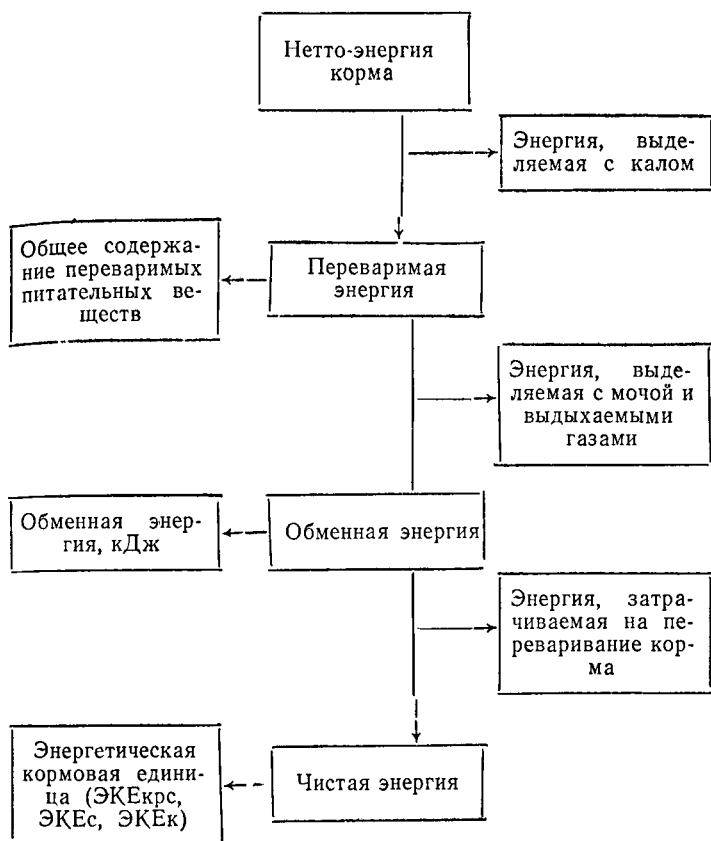 Нетто-энергия
корма
Энергия, выде-
ляемая с калом
Общее содержа-
ние переваримых
питательных ве-
ществ
Переваримая
энергия
Энергия, выде-
ляемая с мочой и
выдыхаемыми
газами
Обменная энер-
гия, кДж
Обменная энергия
Энергия, затра-
чиваемая на пе-
реваривание кор-
ма
Энергетическая
кормовая едини-
ца (ЭКЕкрс,
ЭКЕс, ЭКЕк)
Чистая энергия